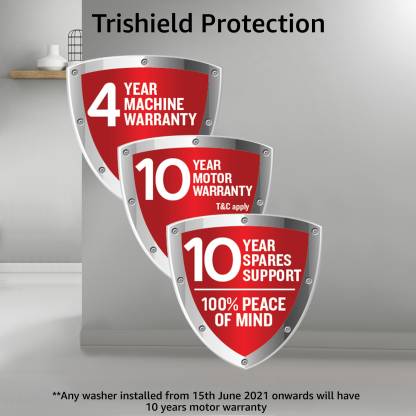 Trishield Protection
4 YEAR
MACHINE
WARRANTY
10 YEAR
MOTOR
WARRANTY
T&C apply
10 YEAR
SPARES
SUPPORT
100% PEACE
OF MIND
**Any washer installed from 15th June 2021 onwards will have
10 years motor warranty